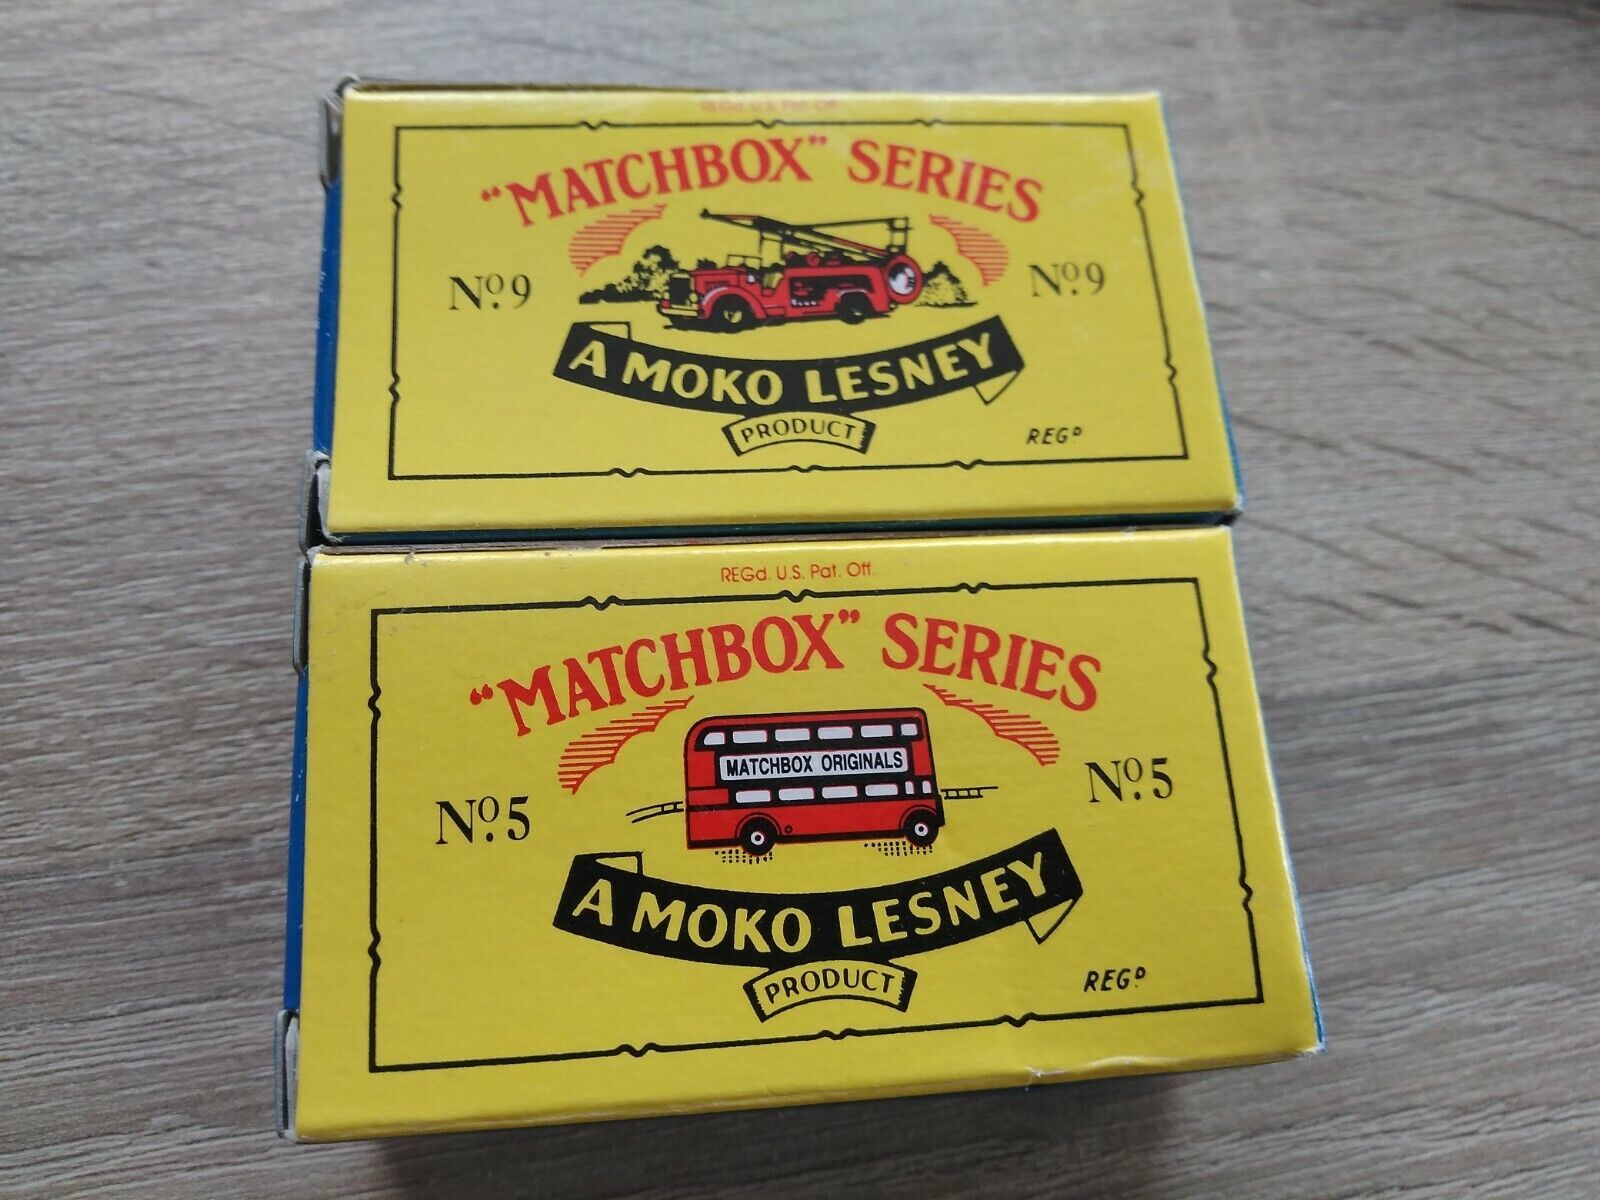 REGd. U.S. Pat. Off.
"MATCHBOX" SERIES
Nº.9
Nº.9
A MOKO LESNEY
PRODUCT
REGᴰ
REGd. U.S. Pat. Off.
"MATCHBOX" SERIES
MATCHBOX ORIGINALS
Nº.5
Nº.5
A MOKO LESNEY
PRODUCT
REG.ᴰ